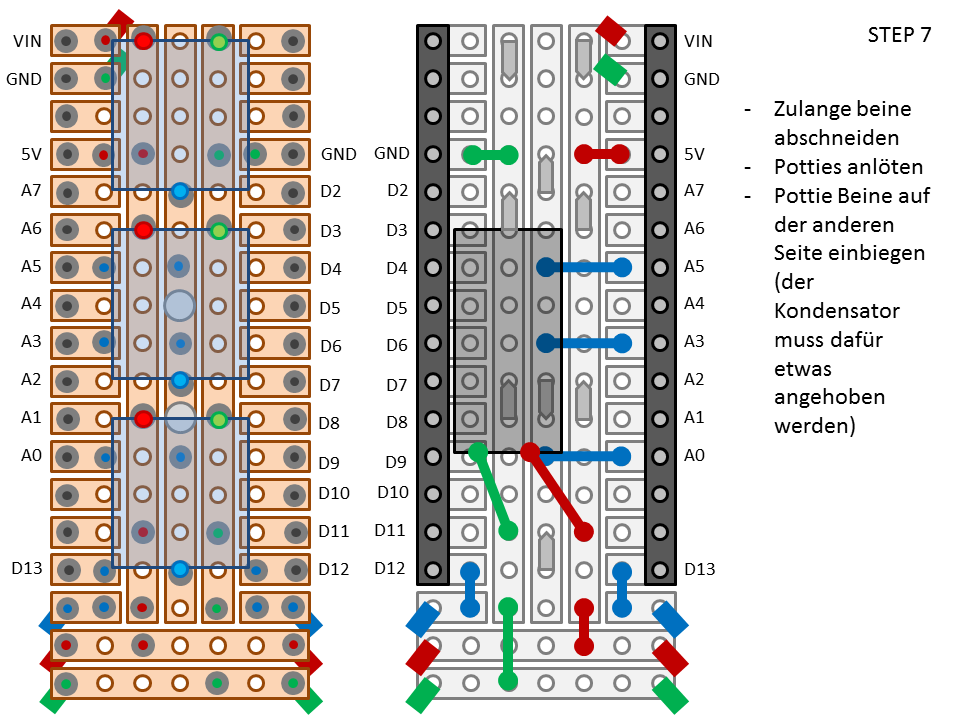 STEP 7
VIN VIN
GND GND
5V GND GND 5V
A7 D2 D2 A7
A6 D3 D3 A6
A5 D4 D4 A5
A4 D5 D5 A4
A3 D6 D6 A3
A2 D7 D7 A2
A1 D8 D8 A1
A0 D9 D9 A0
D10 D10
D11 D11
D13 D12 D12 D13
- Zulange beine
abschneiden
- Potties anlöten
- Pottie Beine auf
der anderen
Seite einbiegen
(der
Kondensator
muss dafür
etwas
angehoben
werden)